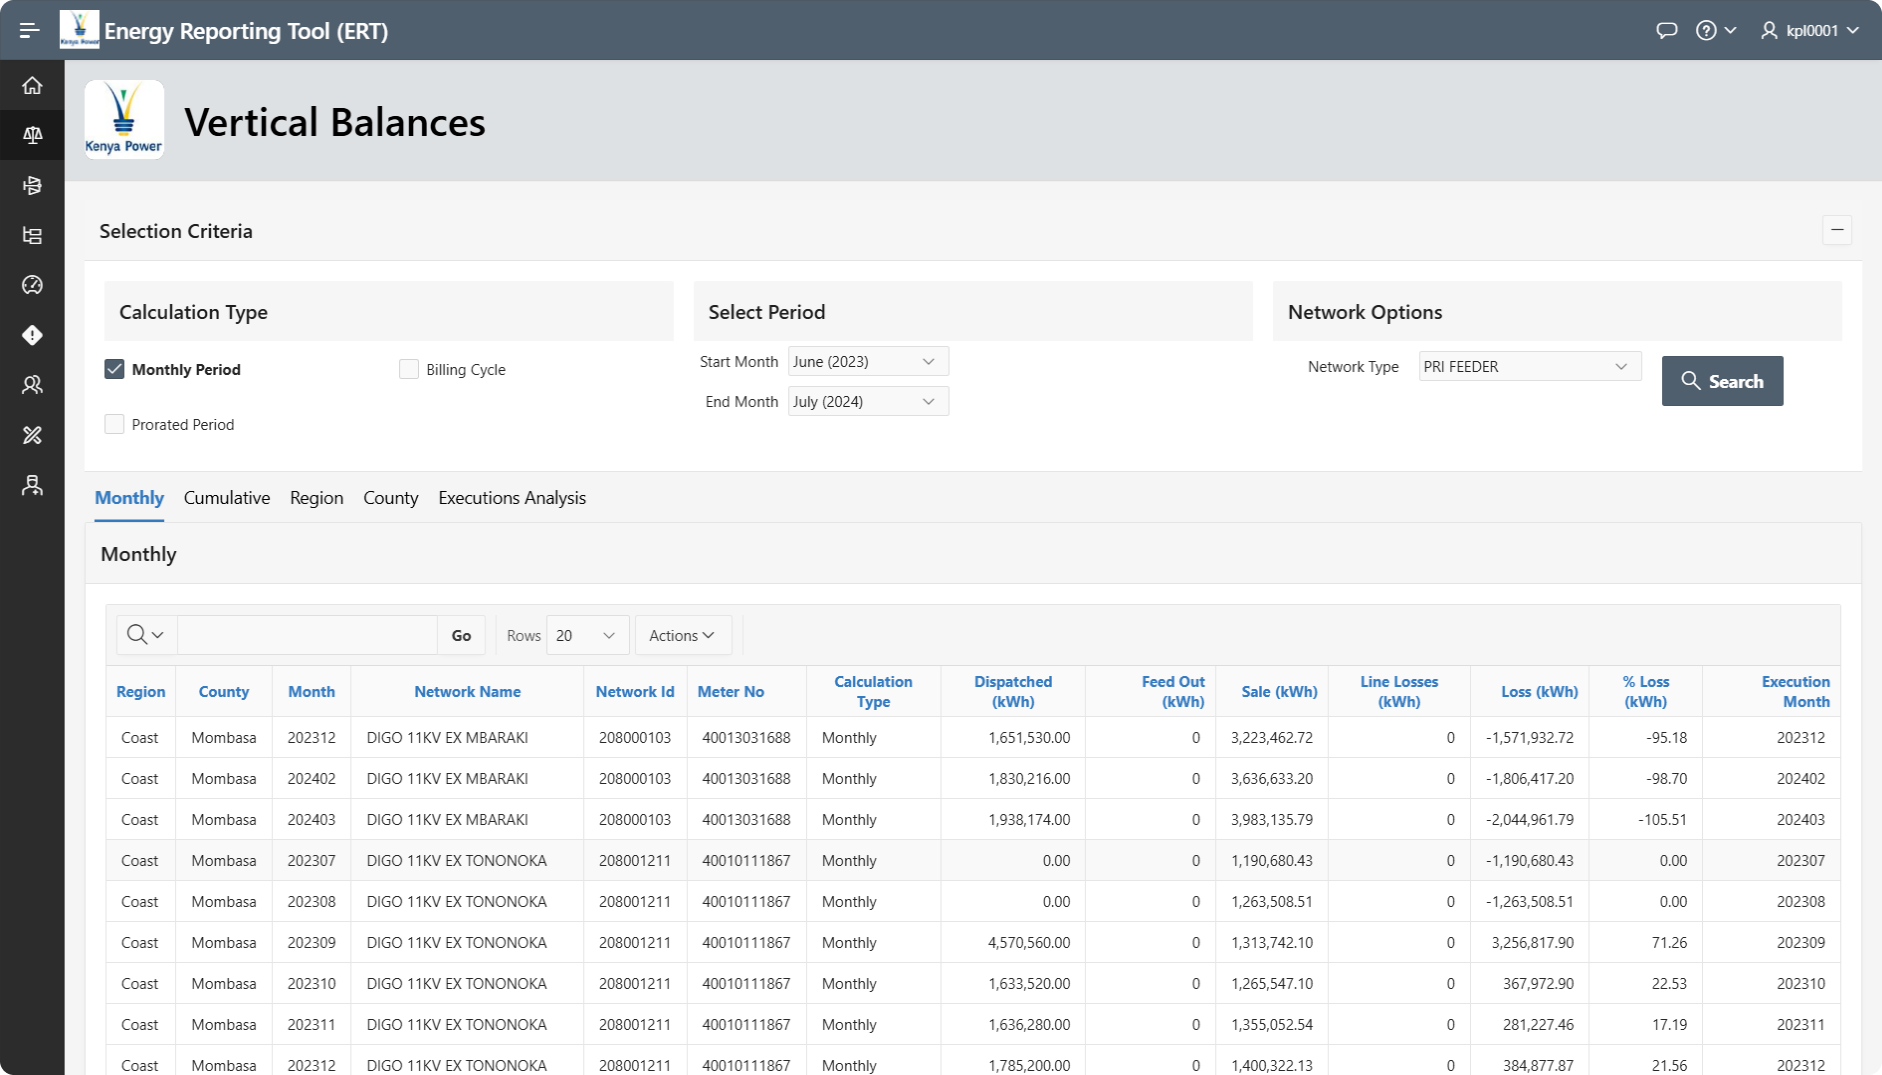 Kenya Power Energy Reporting Tool (ERT) kpl0001
Kenya Power
Vertical Balances
Selection Criteria
Calculation Type Select Period Network Options
Monthly Period Billing Cycle Start Month June (2023) Network Type PRI FEEDER Search
End Month July (2024)
Prorated Period
Monthly Cumulative Region County Executions Analysis
Monthly
Go Rows 20 Actions
Region County Month Network Name Network Id Meter No Calculation Type Dispatched (kWh) Feed Out (kWh) Sale (kWh) Line Losses (kWh) Loss (kWh) % Loss (kWh) Execution Month
Coast Mombasa 202312 DIGO 11KV EX MBARAKI 208000103 40013031688 Monthly 1,651,530.00 0 3,223,462.72 0 -1,571,932.72 -95.18 202312
Coast Mombasa 202402 DIGO 11KV EX MBARAKI 208000103 40013031688 Monthly 1,830,216.00 0 3,636,633.20 0 -1,806,417.20 -98.70 202402
Coast Mombasa 202403 DIGO 11KV EX MBARAKI 208000103 40013031688 Monthly 1,938,174.00 0 3,983,135.79 0 -2,044,961.79 -105.51 202403
Coast Mombasa 202307 DIGO 11KV EX TONONOKA 208001211 40010111867 Monthly 0.00 0 1,190,680.43 0 -1,190,680.43 0.00 202307
Coast Mombasa 202308 DIGO 11KV EX TONONOKA 208001211 40010111867 Monthly 0.00 0 1,263,508.51 0 -1,263,508.51 0.00 202308
Coast Mombasa 202309 DIGO 11KV EX TONONOKA 208001211 40010111867 Monthly 4,570,560.00 0 1,313,742.10 0 3,256,817.90 71.26 202309
Coast Mombasa 202310 DIGO 11KV EX TONONOKA 208001211 40010111867 Monthly 1,633,520.00 0 1,265,547.10 0 367,972.90 22.53 202310
Coast Mombasa 202311 DIGO 11KV EX TONONOKA 208001211 40010111867 Monthly 1,636,280.00 0 1,355,052.54 0 281,227.46 17.19 202311
Coast Mombasa 202312 DIGO 11KV EX TONONOKA 208001211 40010111867 Monthly 1,785,200.00 0 1,400,322.13 0 384,877.87 21.56 202312